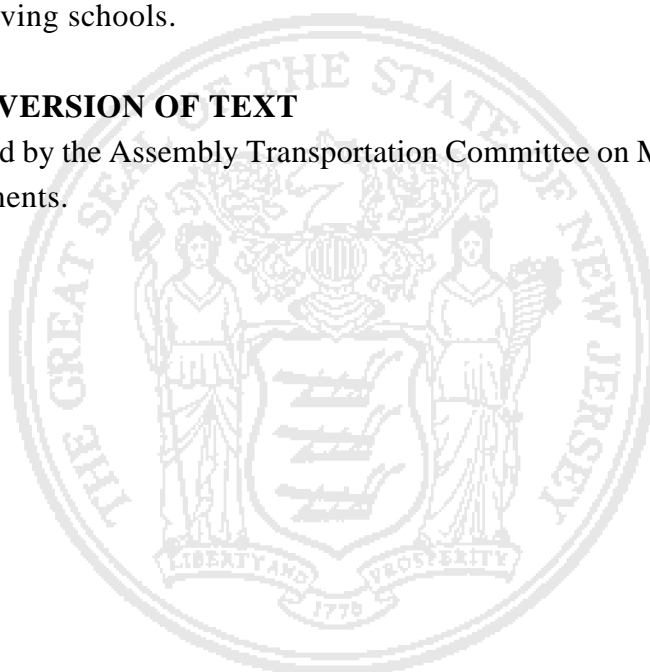 ving schools.
VERSION OF TEXT
d by the Assembly Transportation Committee on M
nents.
THE GREAT SEAL OF THE STATE OF NEW JERSEY
LIBERTY AND PROSPERITY
1776